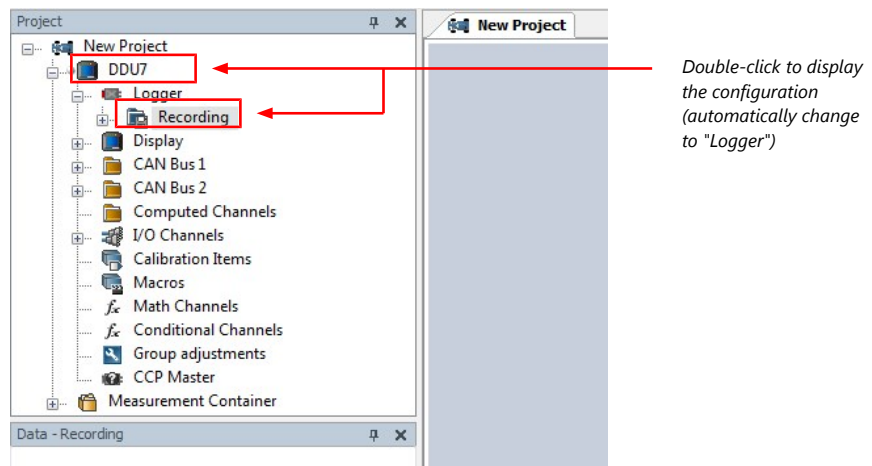 Project
New Project
DDU7
Logger
Recording
Display
CAN Bus 1
CAN Bus 2
Computed Channels
I/O Channels
Calibration Items
Macros
fx Math Channels
fx Conditional Channels
Group adjustments
CCP Master
Measurement Container
Data - Recording
New Project
Double-click to display
the configuration
(automatically change
to "Logger")